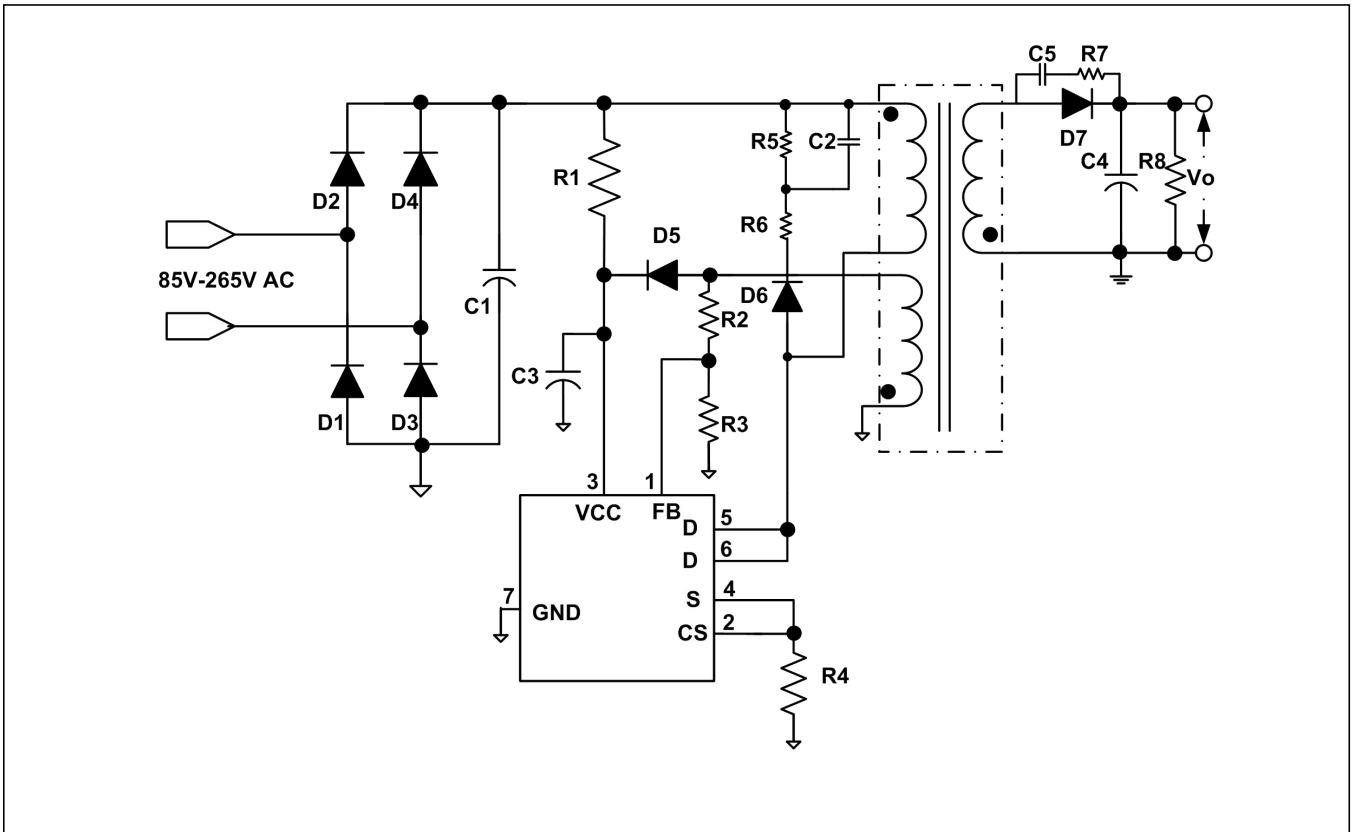 C5 R7
D7
R5 C2
C4 R8 Vo
R1
D2 D4
R6
D5
85V-265V AC
D6
C1
R2
C3
D1 D3
R3
3 1
VCC FB
D 5
D 6
S 4
7
GND
CS 2
R4